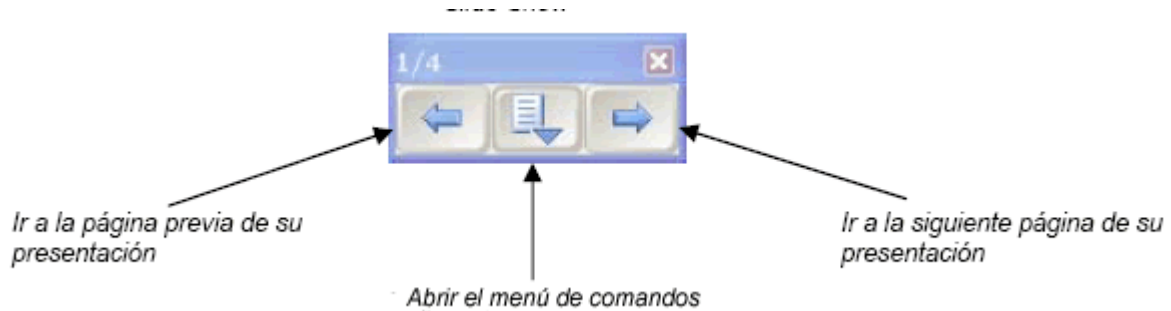 1/4
Ir a la página previa de su
presentación
Ir a la siguiente página de su
presentación
Abrir el menú de comandos